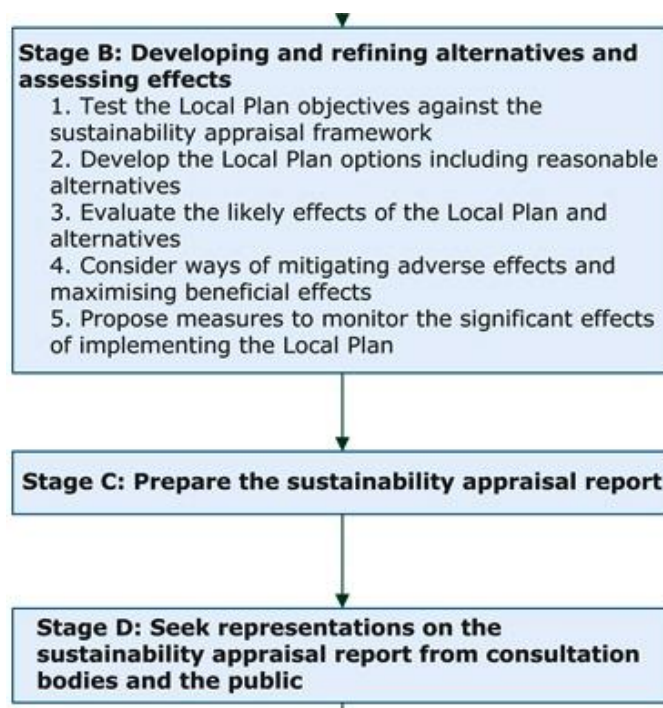 Stage B: Developing and refining alternatives and
assessing effects
1. Test the Local Plan objectives against the
sustainability appraisal framework
2. Develop the Local Plan options including reasonable
alternatives
3. Evaluate the likely effects of the Local Plan and
alternatives
4. Consider ways of mitigating adverse effects and
maximising beneficial effects
5. Propose measures to monitor the significant effects
of implementing the Local Plan
Stage C: Prepare the sustainability appraisal report
Stage D: Seek representations on the
sustainability appraisal report from consultation
bodies and the public